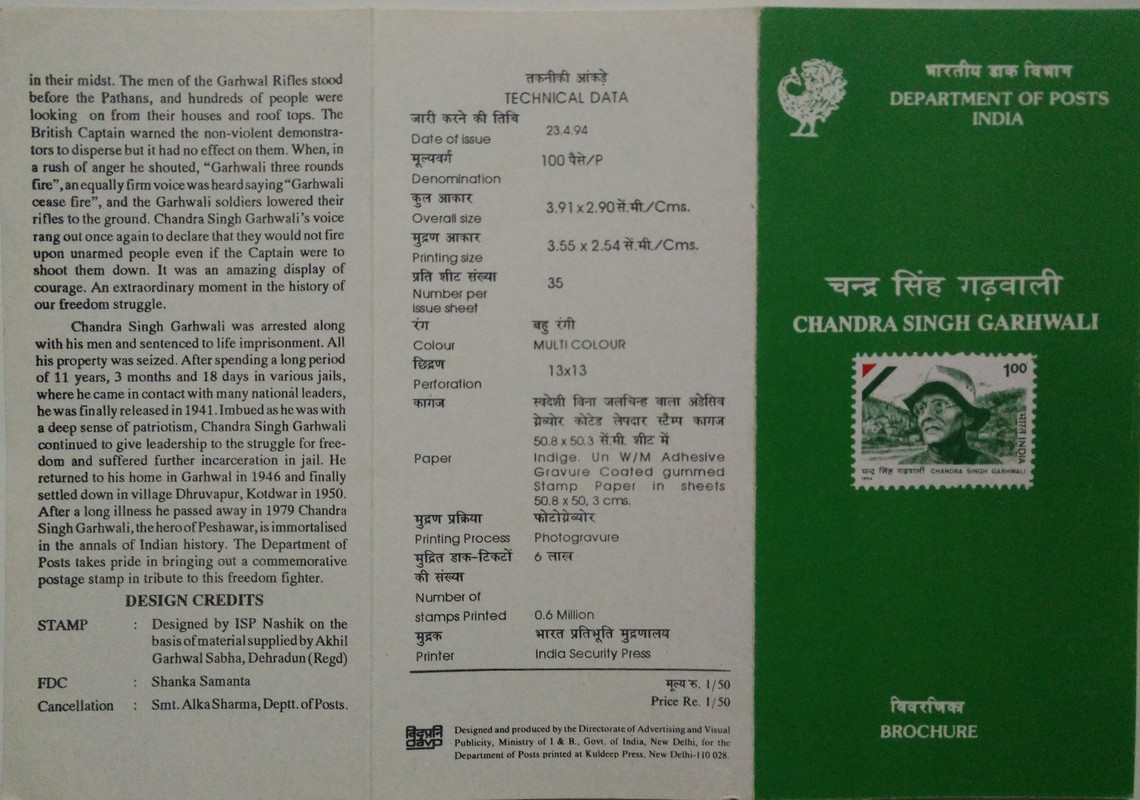 in their midst. The men of the Garhwal Rifles stood
before the Pathans, and hundreds of people were
looking on from their houses and roof tops. The
British Captain warned the non-violent demonstra-
tors to disperse but it had no effect on them. When, in
a rush of anger he shouted, “Garhwali three rounds
fire”, an equally firm voice was heard saying “Garhwali
cease fire”, and the Garhwali soldiers lowered their
rifles to the ground. Chandra Singh Garhwali's voice
rang out once again to declare that they would not fire
upon unarmed people even if the Captain were to
shoot them down. It was an amazing display of
courage. An extraordinary moment in the history of
our freedom struggle.
Chandra Singh Garhwali was arrested along
with his men and sentenced to life imprisonment. All
his property was seized. After spending a long period
of 11 years, 3 months and 18 days in various jails,
where he came in contact with many national leaders,
he was finally released in 1941. Imbued as he was with
a deep sense of patriotism, Chandra Singh Garhwali
continued to give leadership to the struggle for free-
dom and suffered further incarceration in jail. He
returned to his home in Garhwal in 1946 and finally
settled down in village Dhruvapur, Kotdwar in 1950.
After a long illness he passed away in 1979 Chandra
Singh Garhwali, the hero of Peshawar, is immortalised
in the annals of Indian history. The Department of
Posts takes pride in bringing out a commemorative
postage stamp in tribute to this freedom fighter.
DESIGN CREDITS
STAMP : Designed by ISP Nashik on the
basis of material supplied by Akhil
Garhwal Sabha, Dehradun (Regd)
FDC : Shanka Samanta
Cancellation : Smt. Alka Sharma, Deptt. of Posts.
तकनीकी आंकड़े
TECHNICAL DATA
जारी करने की तिथि
Date of issue 23.4.94
मूल्यवर्ग 100 पैसे/P
Denomination
कुल आकार
Overall size 3.91 x 2.90 सें.मी./Cms.
मुद्रण आकार
Printing size 3.55 x 2.54 सें.मी./Cms.
प्रति शीट संख्या 35
Number per
issue sheet
रंग बहु रंगी
Colour MULTI COLOUR
छिद्रण
Perforation 13x13
कागज स्वदेशी बिना जलचिन्ह वाला अडेसिव
ग्रेव्योर कोटेड लेपदार स्टैम्प कागज
50.8 x 50.3 सें.मी. शीट में
Paper Indige. Un W/M Adhesive
Gravure Coated gummed
Stamp Paper in sheets
50.8 x 50, 3 cms.
मुद्रण प्रक्रिया फोटोग्रेव्योर
Printing Process Photogravure
मुद्रित डाक-टिकटों 6 लाख
की संख्या
Number of
stamps Printed 0.6 Million
मुद्रक भारत प्रतिभूति मुद्रणालय
Printer India Security Press
मूल्य रु. 1/50
Price Re. 1/50
विदृप्रनि
davp
Designed and produced by the Directorate of Advertising and Visual
Publicity, Ministry of I & B., Govt. of India, New Delhi, for the
Department of Posts printed at Kuldeep Press, New Delhi-110 028.
भारतीय डाक विभाग
DEPARTMENT OF POSTS
INDIA
चन्द्र सिंह गढ़वाली
CHANDRA SINGH GARHWALI
100
भारत INDIA
चन्द्र सिंह गढ़वाली CHANDRA SINGH GARHWALI
1994
विवरणिका
BROCHURE